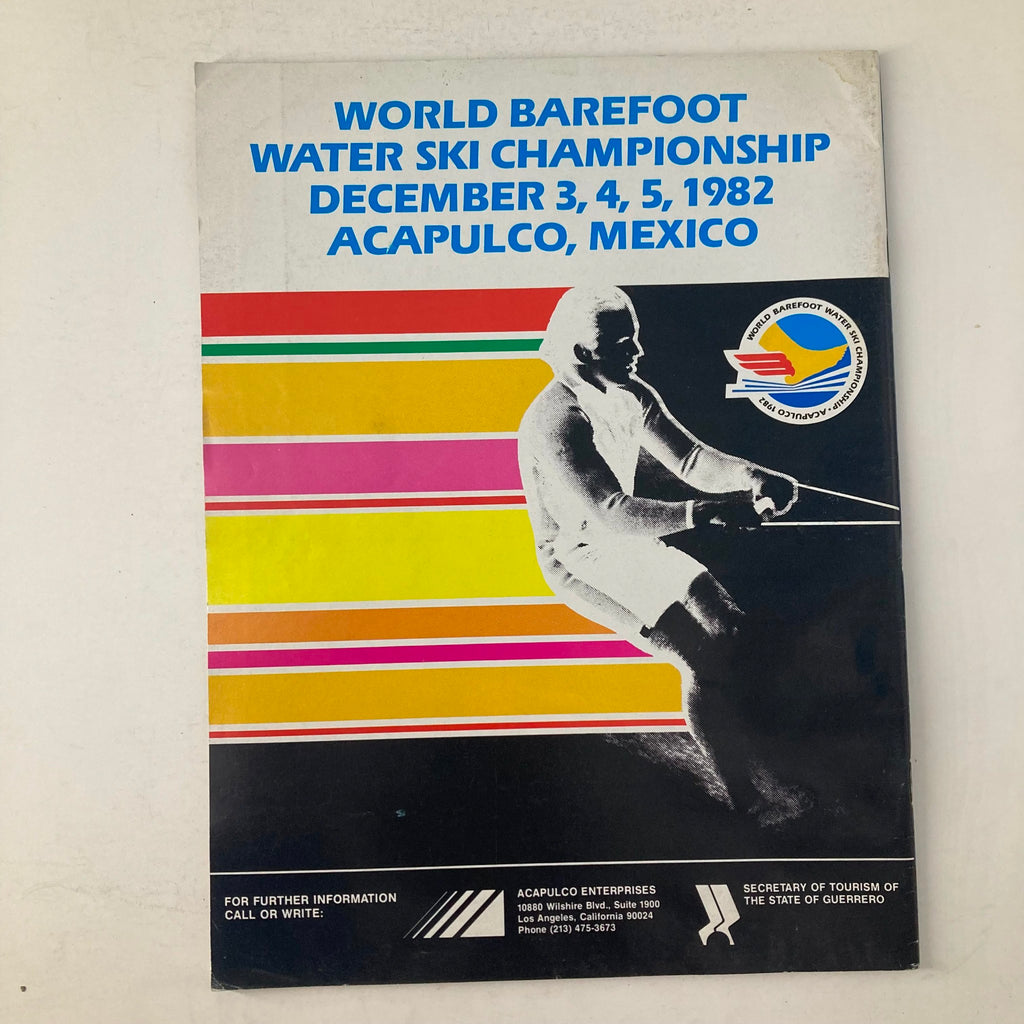 WORLD BAREFOOT
WATER SKI CHAMPIONSHIP
DECEMBER 3, 4, 5, 1982
ACAPULCO, MEXICO
WORLD BAREFOOT WATER SKI CHAMPIONSHIP • ACAPULCO 1982
FOR FURTHER INFORMATION
CALL OR WRITE:
ACAPULCO ENTERPRISES
10880 Wilshire Blvd., Suite 1900
Los Angeles, California 90024
Phone (213) 475-3673
SECRETARY OF TOURISM OF
THE STATE OF GUERRERO